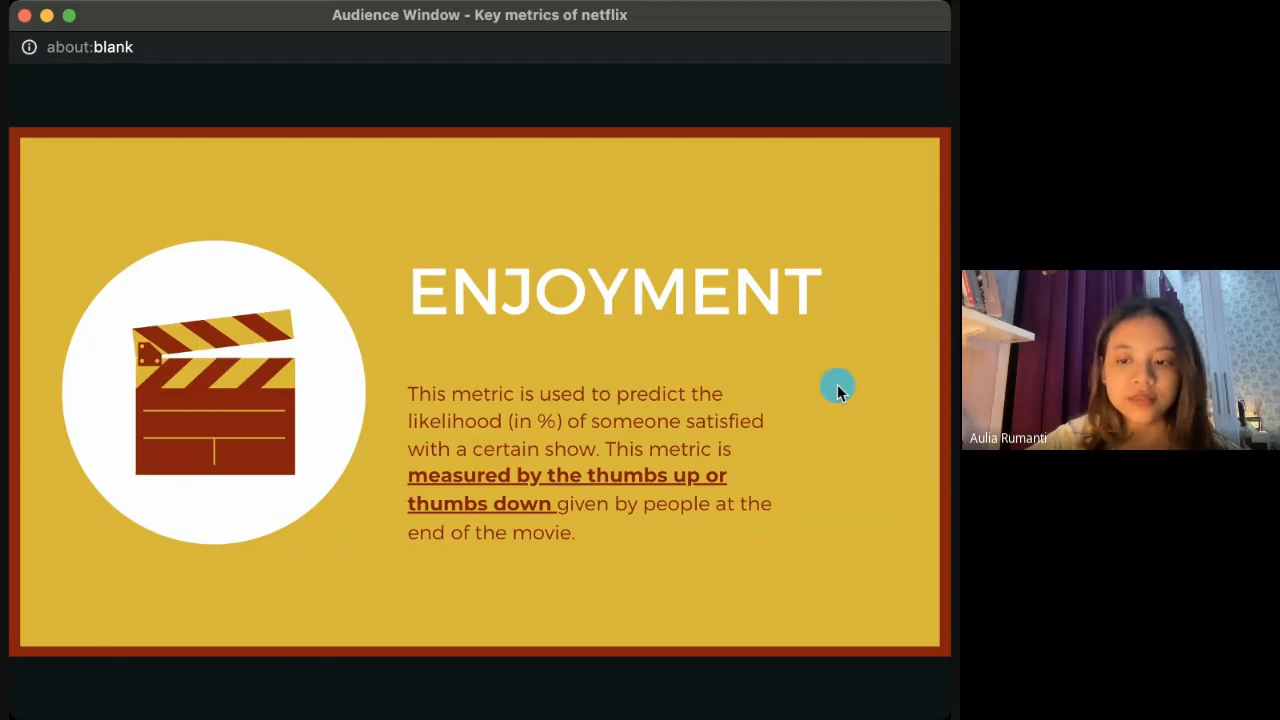 Audience Window - Key metrics of netflix
about:blank
ENJOYMENT
This metric is used to predict the
likelihood (in %) of someone satisfied
with a certain show. This metric is
measured by the thumbs up or
thumbs down given by people at the
end of the movie.
Aulia Rumanti